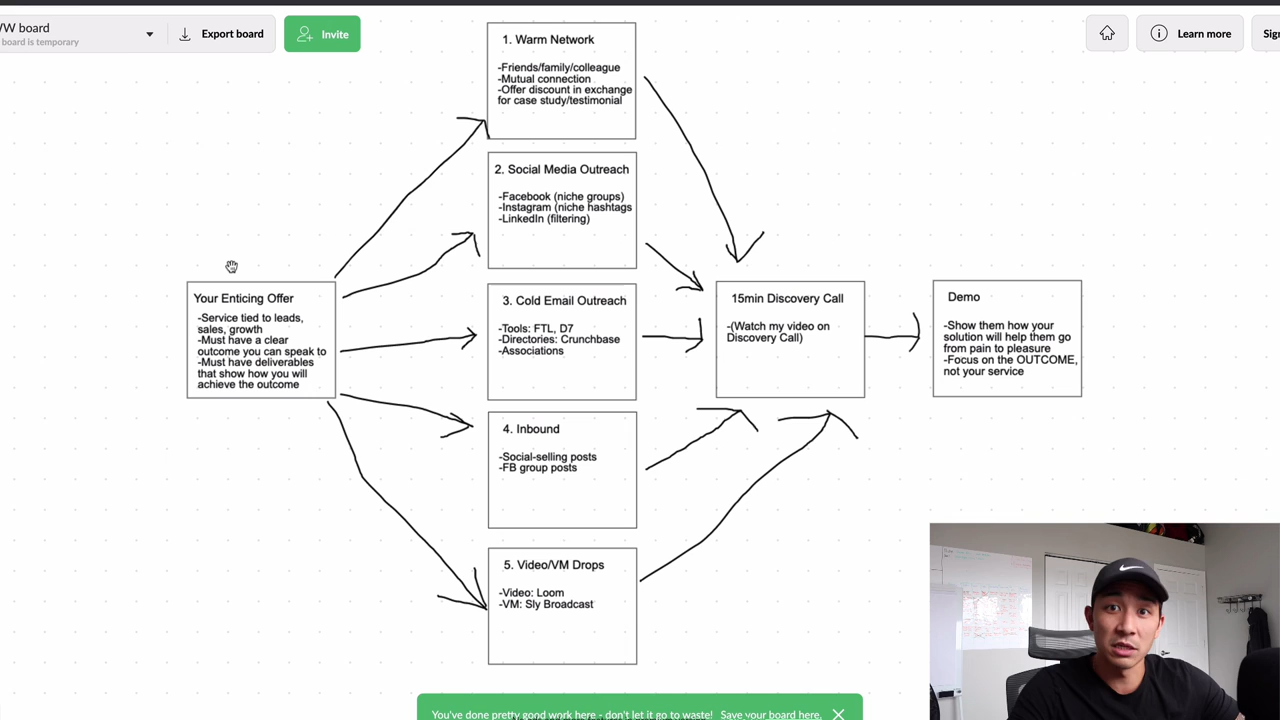 WW board
board is temporary
Export board
Invite
Learn more
Sign
1. Warm Network
-Friends/family/colleague
-Mutual connection
-Offer discount in exchange
for case study/testimonial
2. Social Media Outreach
-Facebook (niche groups)
-Instagram (niche hashtags
-LinkedIn (filtering)
Your Enticing Offer
-Service tied to leads,
sales, growth
-Must have a clear
outcome you can speak to
-Must have deliverables
that show how you will
achieve the outcome
3. Cold Email Outreach
-Tools: FTL, D7
-Directories: Crunchbase
-Associations
15min Discovery Call
-(Watch my video on
Discovery Call)
Demo
-Show them how your
solution will help them go
from pain to pleasure
-Focus on the OUTCOME,
not your service
4. Inbound
-Social-selling posts
-FB group posts
5. Video/VM Drops
-Video: Loom
-VM: Sly Broadcast
You've done pretty good work here - don't let it go to waste! Save your board here.